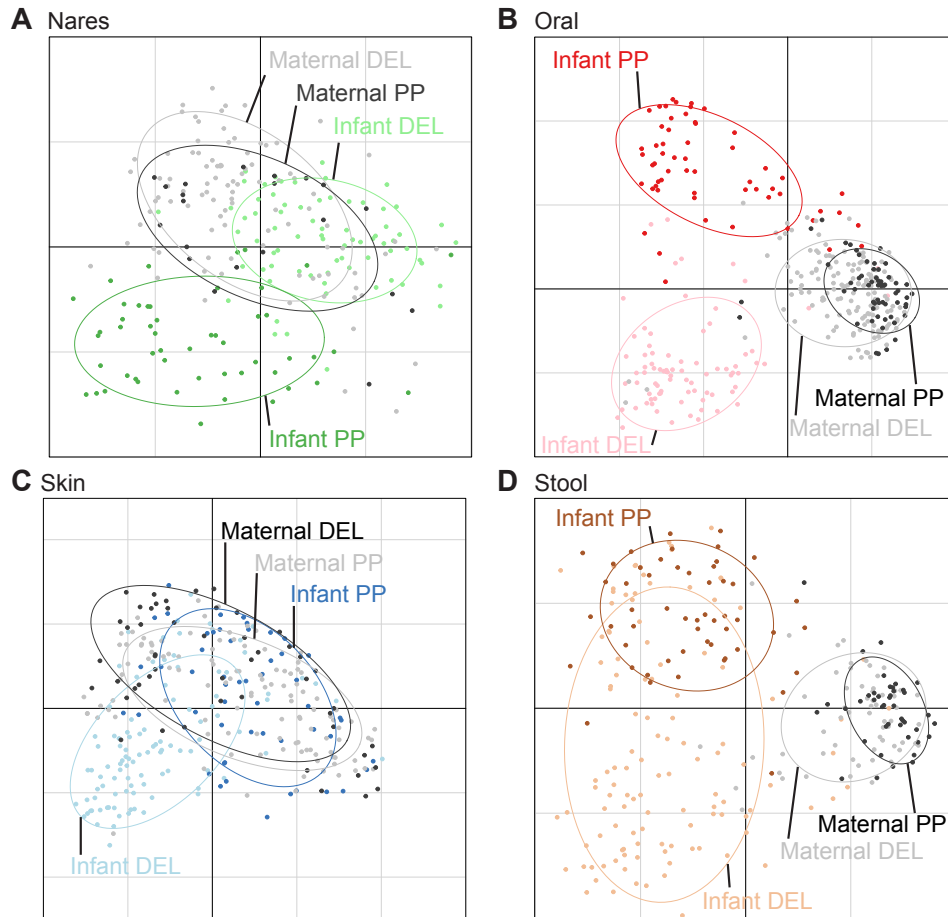 A Nares
Maternal DEL
Maternal PP
Infant DEL
Infant PP
B Oral
Infant PP
Maternal PP
Maternal DEL
Infant DEL
C Skin
Maternal DEL
Maternal PP
Infant PP
Infant DEL
D Stool
Infant PP
Maternal PP
Maternal DEL
Infant DEL